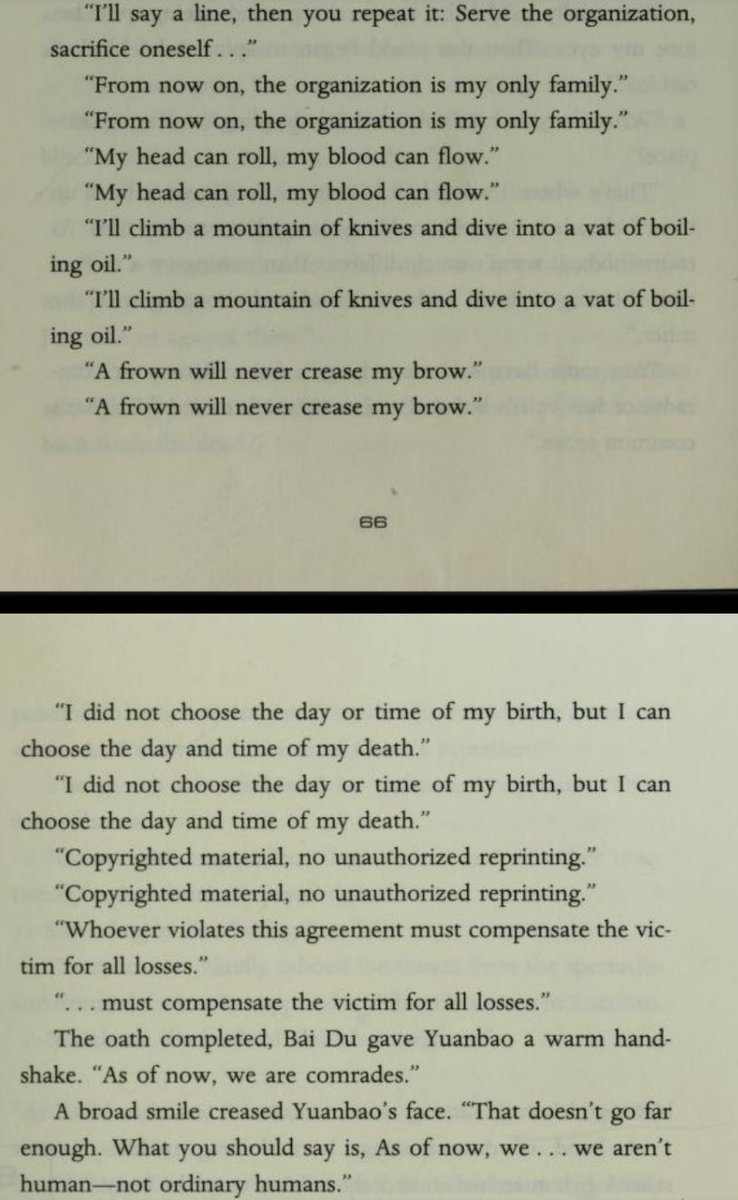 “I’ll say a line, then you repeat it: Serve the organization,
sacrifice oneself . . .”
“From now on, the organization is my only family.”
“From now on, the organization is my only family.”
“My head can roll, my blood can flow.”
“My head can roll, my blood can flow.”
“I’ll climb a mountain of knives and dive into a vat of boil-
ing oil.”
“I’ll climb a mountain of knives and dive into a vat of boil-
ing oil.”
“A frown will never crease my brow.”
“A frown will never crease my brow.”
66
“I did not choose the day or time of my birth, but I can
choose the day and time of my death.”
“I did not choose the day or time of my birth, but I can
choose the day and time of my death.”
“Copyrighted material, no unauthorized reprinting.”
“Copyrighted material, no unauthorized reprinting.”
“Whoever violates this agreement must compensate the vic-
tim for all losses.”
“. . . must compensate the victim for all losses.”
The oath completed, Bai Du gave Yuanbao a warm hand-
shake. “As of now, we are comrades.”
A broad smile creased Yuanbao’s face. “That doesn’t go far
enough. What you should say is, As of now, we . . . we aren’t
human—not ordinary humans.”